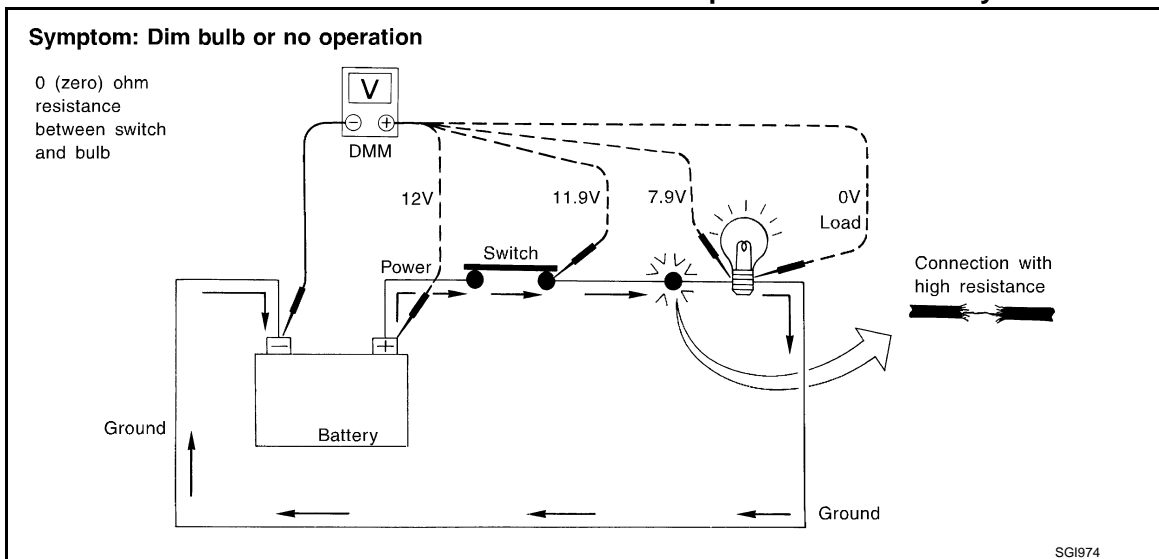 Symptom: Dim bulb or no operation
0 (zero) ohm
resistance
between switch
and bulb
V
− +
DMM
12V
11.9V
7.9V
0V
Load
Switch
Power
Connection with
high resistance
− +
Ground
Battery
Ground
SGI974